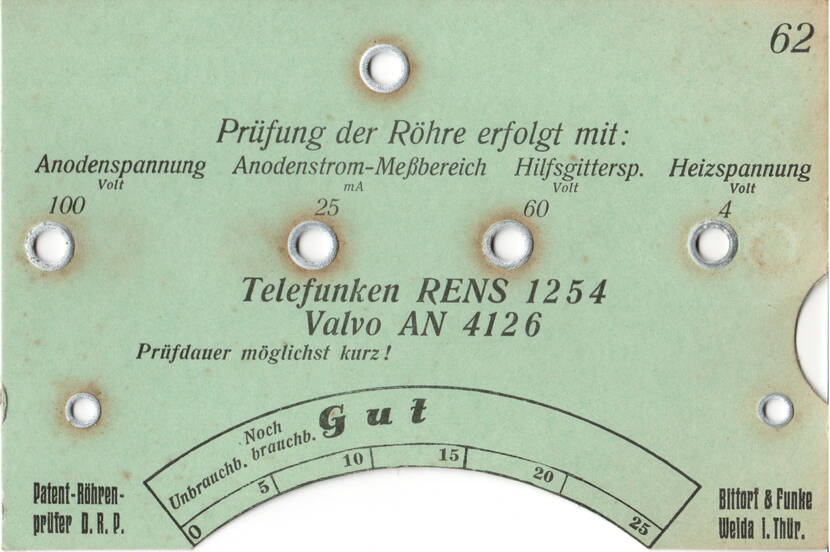 62
Prüfung der Röhre erfolgt mit:
Anodenspannung Anodenstrom-Meßbereich Hilfsgittersp. Heizspannung
Volt mA Volt Volt
100 25 60 4
Telefunken RENS 1254
Valvo AN 4126
Prüfdauer möglichst kurz!
Noch Gut
Unbrauchb. brauchb.
0 5 10 15 20 25
Patent-Röhren-
prüfer D. R. P.
Bittorf & Funke
Weida i. Thür.